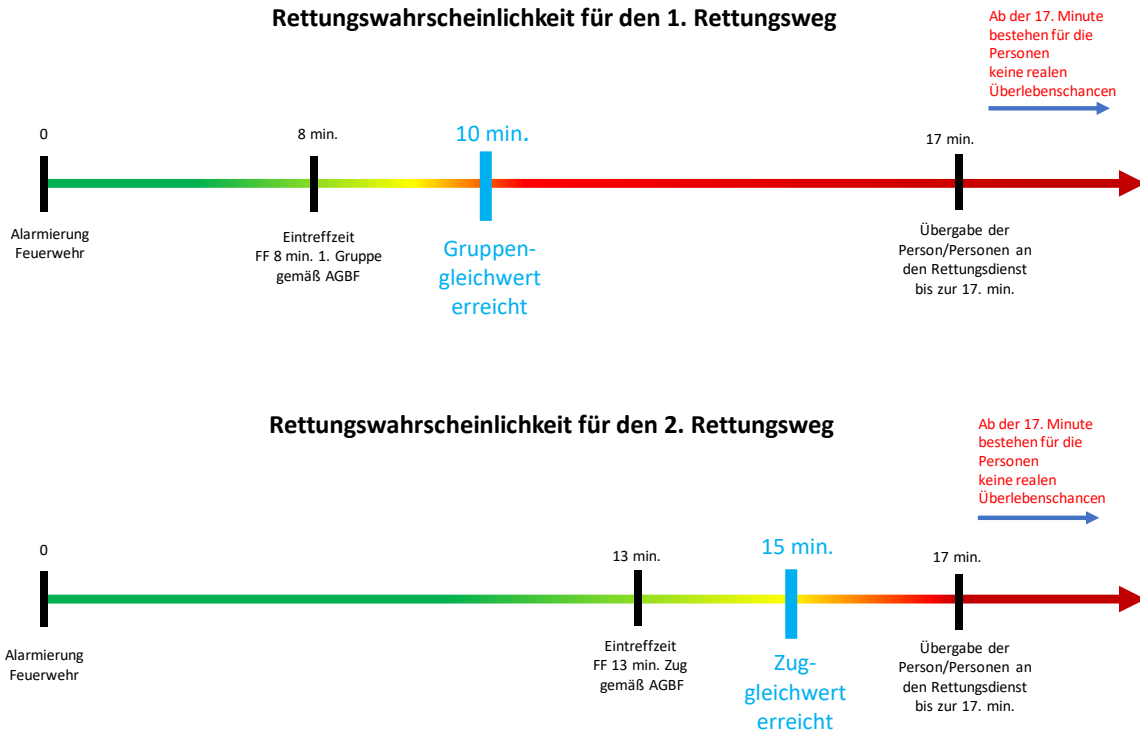 Rettungswahrscheinlichkeit für den 1. Rettungsweg
Ab der 17. Minute
bestehen für die
Personen
keine realen
Überlebenschancen
0
8 min.
10 min.
17 min.
Alarmierung
Feuerwehr
Eintreffzeit
FF 8 min. 1. Gruppe
gemäß AGBF
Gruppen-
gleichwert
erreicht
Übergabe der
Person/Personen an
den Rettungsdienst
bis zur 17. min.
Rettungswahrscheinlichkeit für den 2. Rettungsweg
Ab der 17. Minute
bestehen für die
Personen
keine realen
Überlebenschancen
0
13 min.
15 min.
17 min.
Alarmierung
Feuerwehr
Eintreffzeit
FF 13 min. Zug
gemäß AGBF
Zug-
gleichwert
erreicht
Übergabe der
Person/Personen an
den Rettungsdienst
bis zur 17. min.